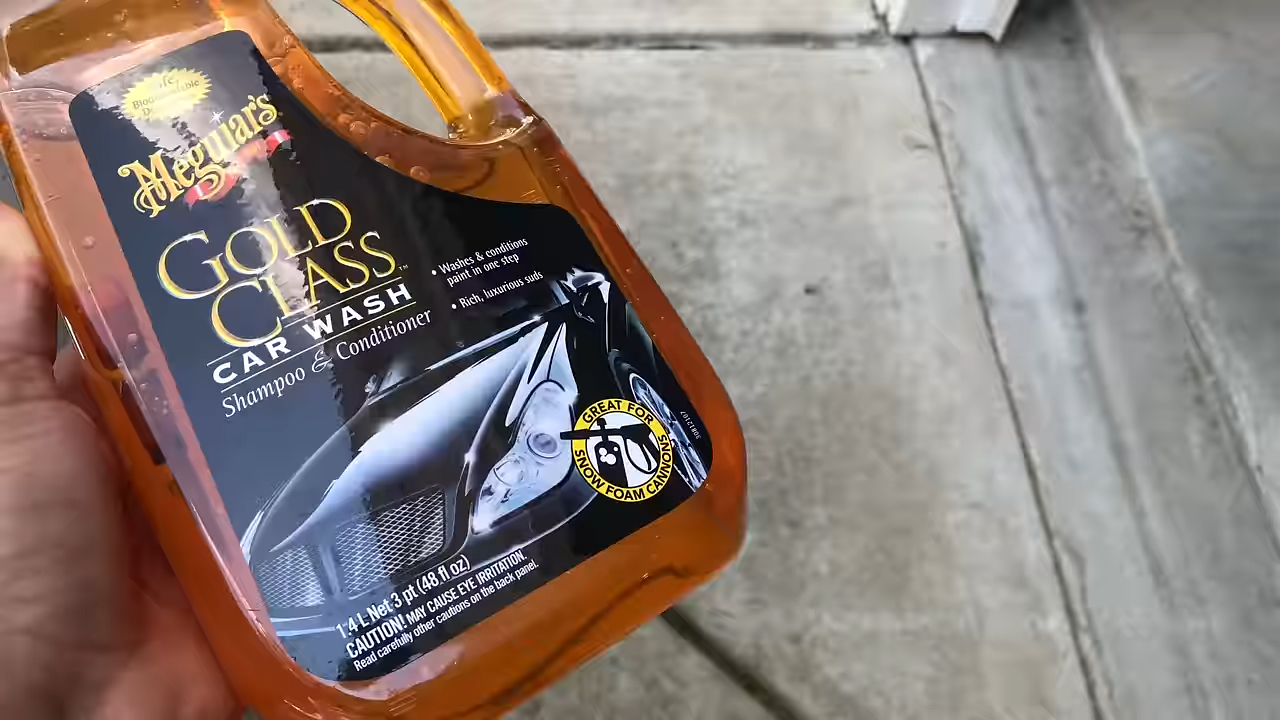 Biodegradable
Meguiar's
GOLD
CLASS™
CAR WASH
Shampoo & Conditioner
• Washes & conditions
paint in one step
• Rich, luxurious suds
GREAT FOR
SNOW FOAM CANNONS
1.4 L Net 3 pt (48 fl oz)
CAUTION! MAY CAUSE EYE IRRITATION.
Read carefully other cautions on the back panel.